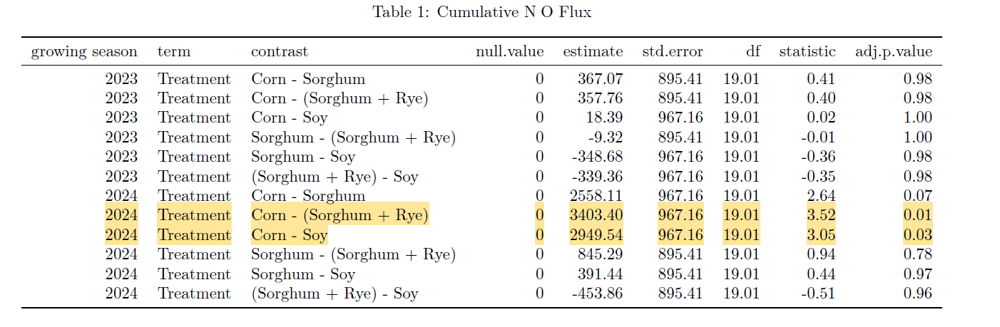 Table 1: Cumulative N O Flux
growing season term contrast null.value estimate std.error df statistic adj.p.value
2023 Treatment Corn - Sorghum 0 367.07 895.41 19.01 0.41 0.98
2023 Treatment Corn - (Sorghum + Rye) 0 357.76 895.41 19.01 0.40 0.98
2023 Treatment Corn - Soy 0 18.39 967.16 19.01 0.02 1.00
2023 Treatment Sorghum - (Sorghum + Rye) 0 -9.32 895.41 19.01 -0.01 1.00
2023 Treatment Sorghum - Soy 0 -348.68 967.16 19.01 -0.36 0.98
2023 Treatment (Sorghum + Rye) - Soy 0 -339.36 967.16 19.01 -0.35 0.98
2024 Treatment Corn - Sorghum 0 2558.11 967.16 19.01 2.64 0.07
2024 Treatment Corn - (Sorghum + Rye) 0 3403.40 967.16 19.01 3.52 0.01
2024 Treatment Corn - Soy 0 2949.54 967.16 19.01 3.05 0.03
2024 Treatment Sorghum - (Sorghum + Rye) 0 845.29 895.41 19.01 0.94 0.78
2024 Treatment Sorghum - Soy 0 391.44 895.41 19.01 0.44 0.97
2024 Treatment (Sorghum + Rye) - Soy 0 -453.86 895.41 19.01 -0.51 0.96